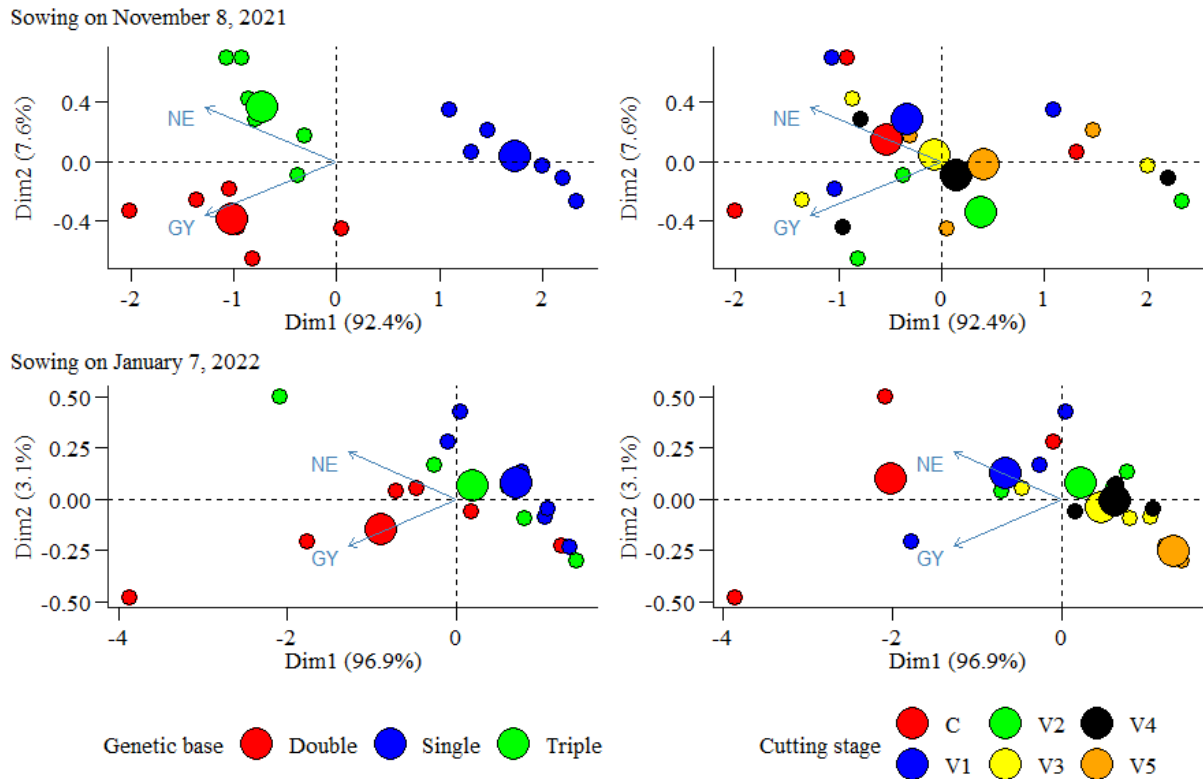 Sowing on November 8, 2021
Dim2 (7.6%)
0.4
0.0
-0.4
NE
GY
-2 -1 0 1 2
Dim1 (92.4%)
Dim2 (7.6%)
0.4
0.0
-0.4
NE
GY
-2 -1 0 1 2
Dim1 (92.4%)
Sowing on January 7, 2022
Dim2 (3.1%)
0.50
0.25
0.00
-0.25
-0.50
NE
GY
-4 -2 0
Dim1 (96.9%)
Dim2 (3.1%)
0.50
0.25
0.00
-0.25
-0.50
NE
GY
-4 -2 0
Dim1 (96.9%)
Genetic base Double Single Triple
Cutting stage
C V2 V4
V1 V3 V5